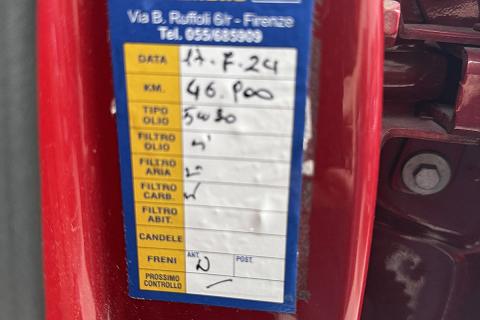 Via B. Ruffoli 6/r - Firenze
Tel. 055/685909
DATA 17.7.24
KM. 46.900
TIPO OLIO 5w30
FILTRO OLIO
FILTRO ARIA
FILTRO CARB.
FILTRO ABIT.
CANDELE
FRENI ANT. N POST.
PROSSIMO CONTROLLO